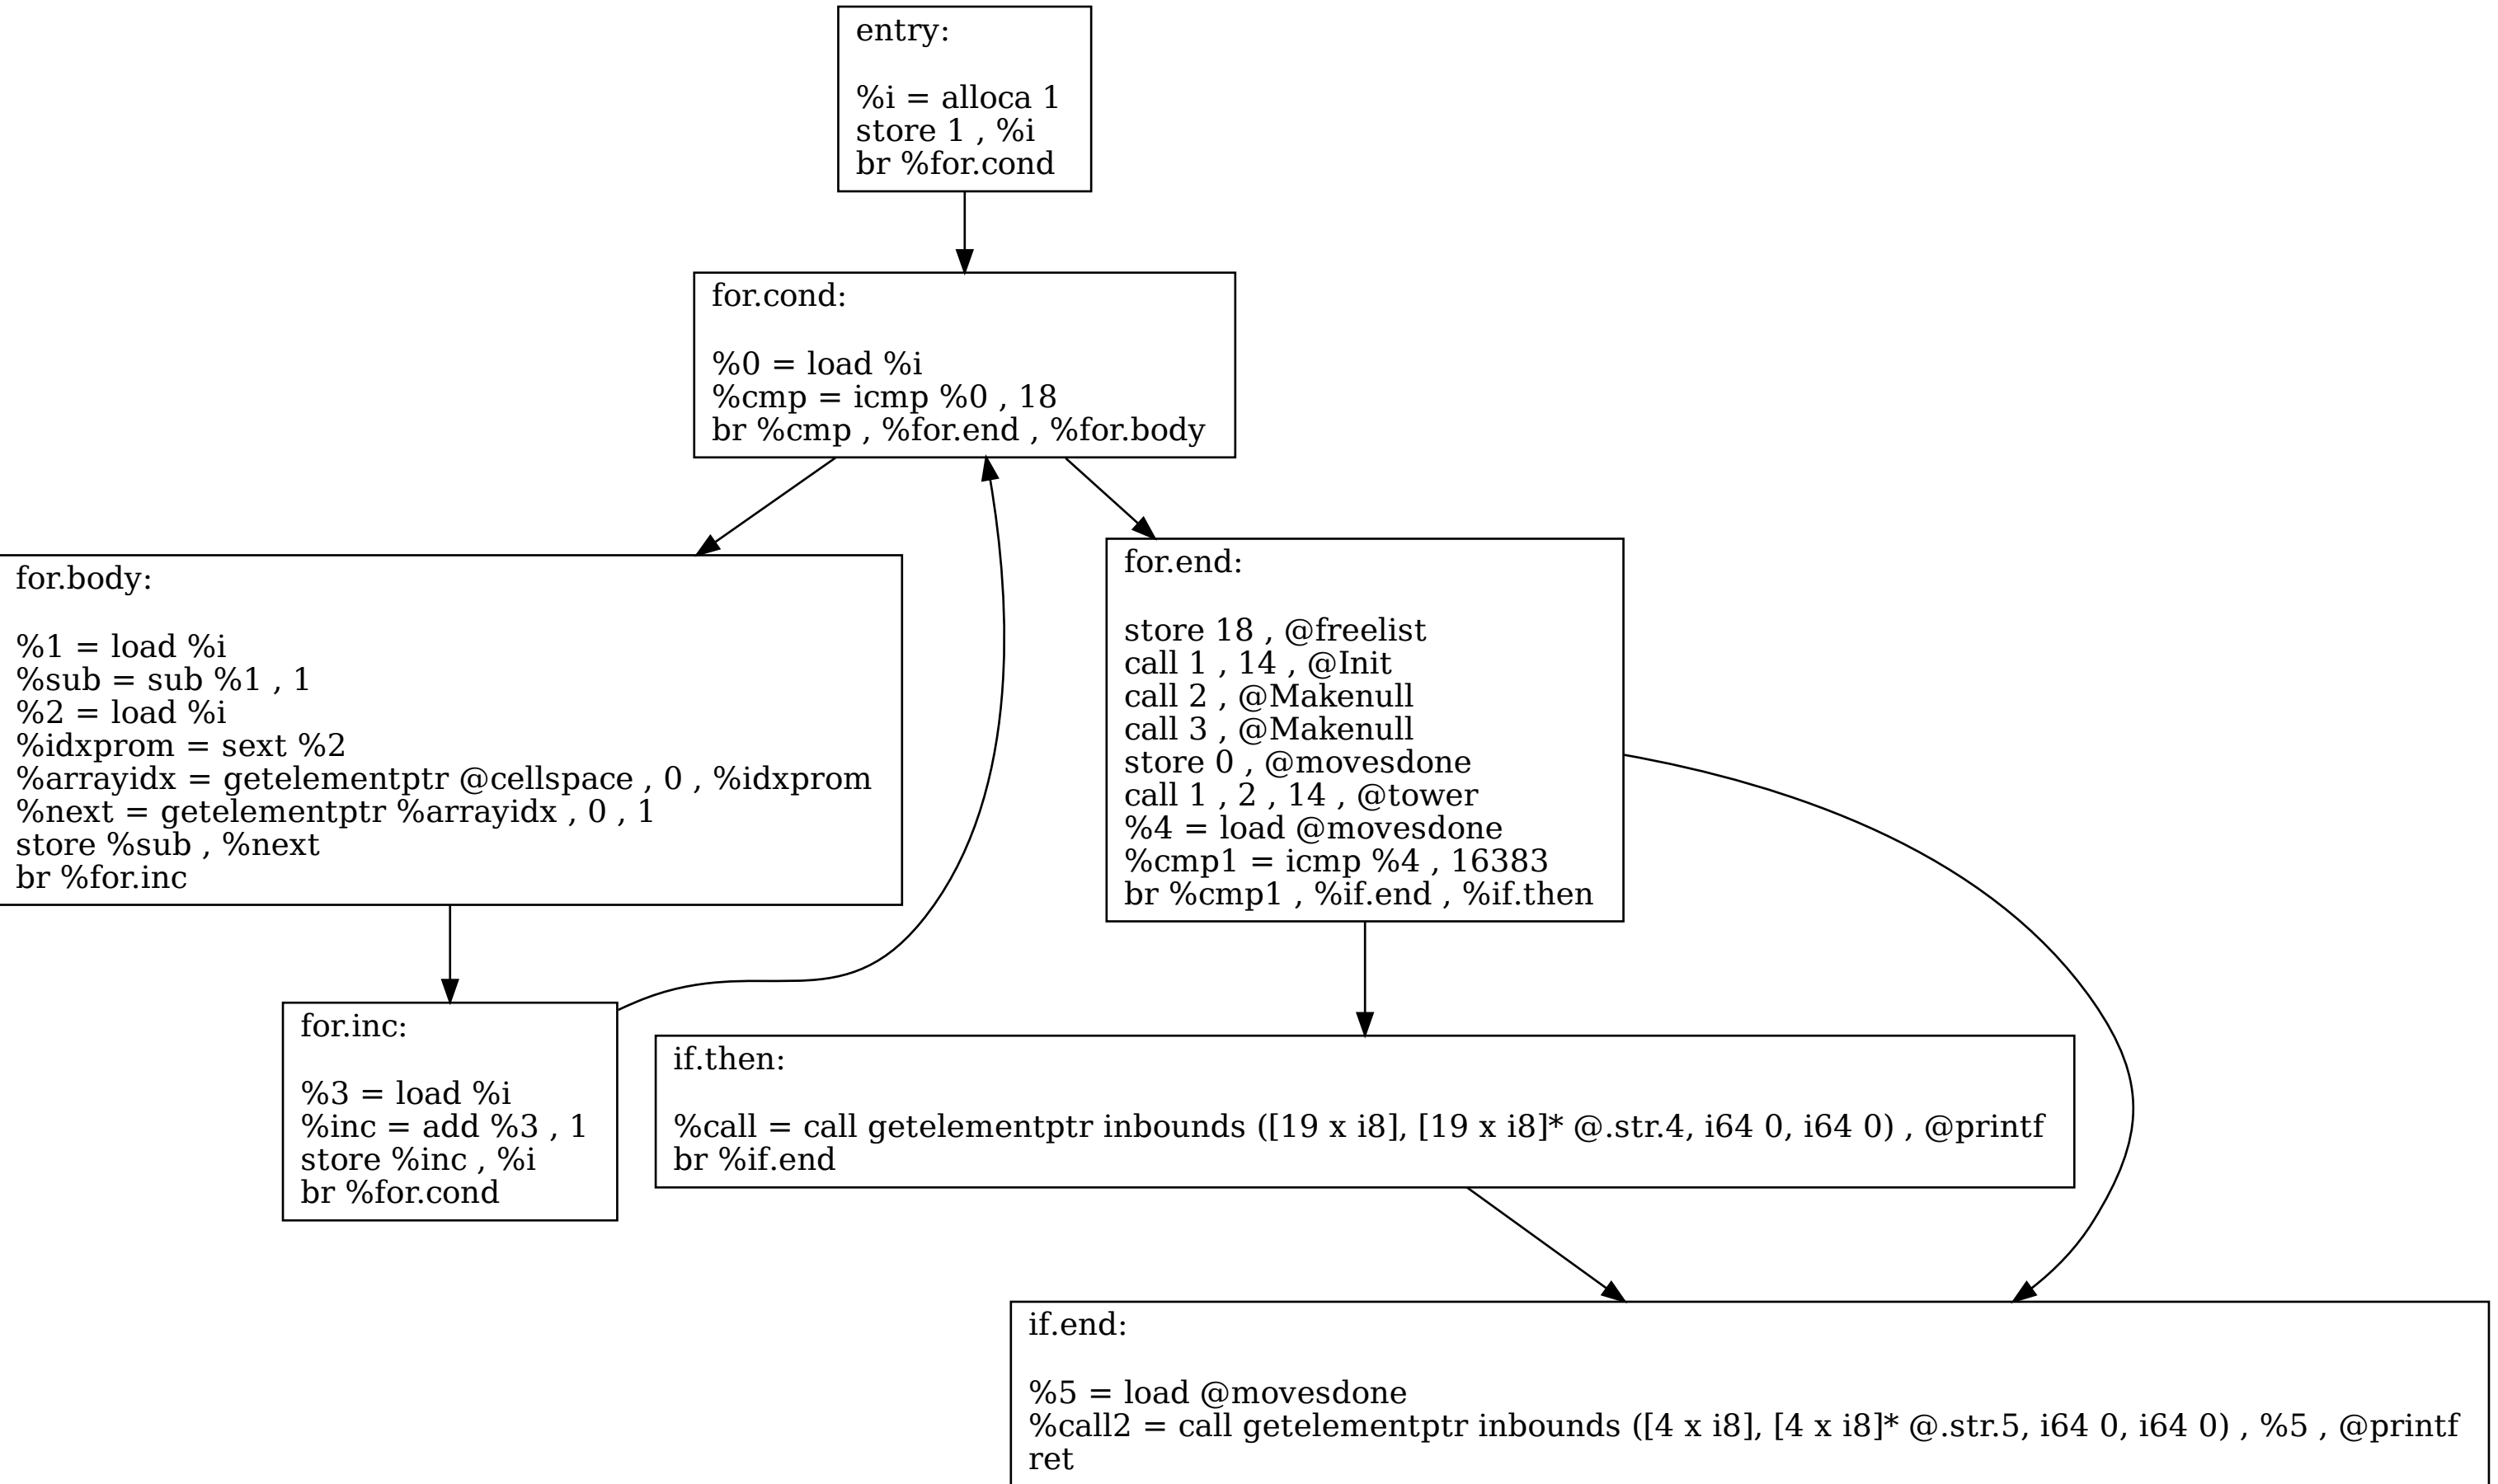 entry:
%i = alloca 1
store 1 , %i
br %for.cond
for.cond:
%0 = load %i
%cmp = icmp %0 , 18
br %cmp , %for.end , %for.body
for.body:
%1 = load %i
%sub = sub %1 , 1
%2 = load %i
%idxprom = sext %2
%arrayidx = getelementptr @cellspace , 0 , %idxprom
%next = getelementptr %arrayidx , 0 , 1
store %sub , %next
br %for.inc
for.end:
store 18 , @freelist
call 1 , 14 , @Init
call 2 , @Makenull
call 3 , @Makenull
store 0 , @movesdone
call 1 , 2 , 14 , @tower
%4 = load @movesdone
%cmp1 = icmp %4 , 16383
br %cmp1 , %if.end , %if.then
for.inc:
%3 = load %i
%inc = add %3 , 1
store %inc , %i
br %for.cond
if.then:
%call = call getelementptr inbounds ([19 x i8], [19 x i8]* @.str.4, i64 0, i64 0) , @printf
br %if.end
if.end:
%5 = load @movesdone
%call2 = call getelementptr inbounds ([4 x i8], [4 x i8]* @.str.5, i64 0, i64 0) , %5 , @printf
ret